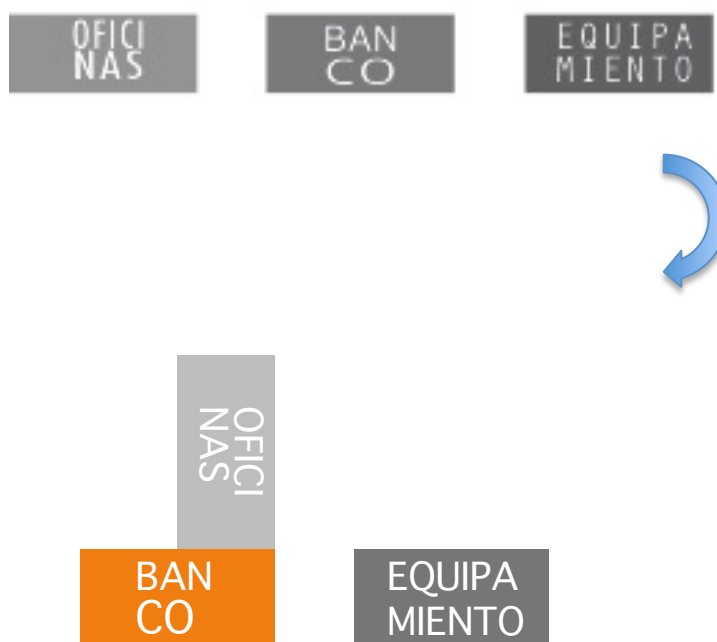 OFICI
NAS
BAN
CO
EQUIPA
MIENTO
OFICI
NAS
BAN
CO
EQUIPA
MIENTO